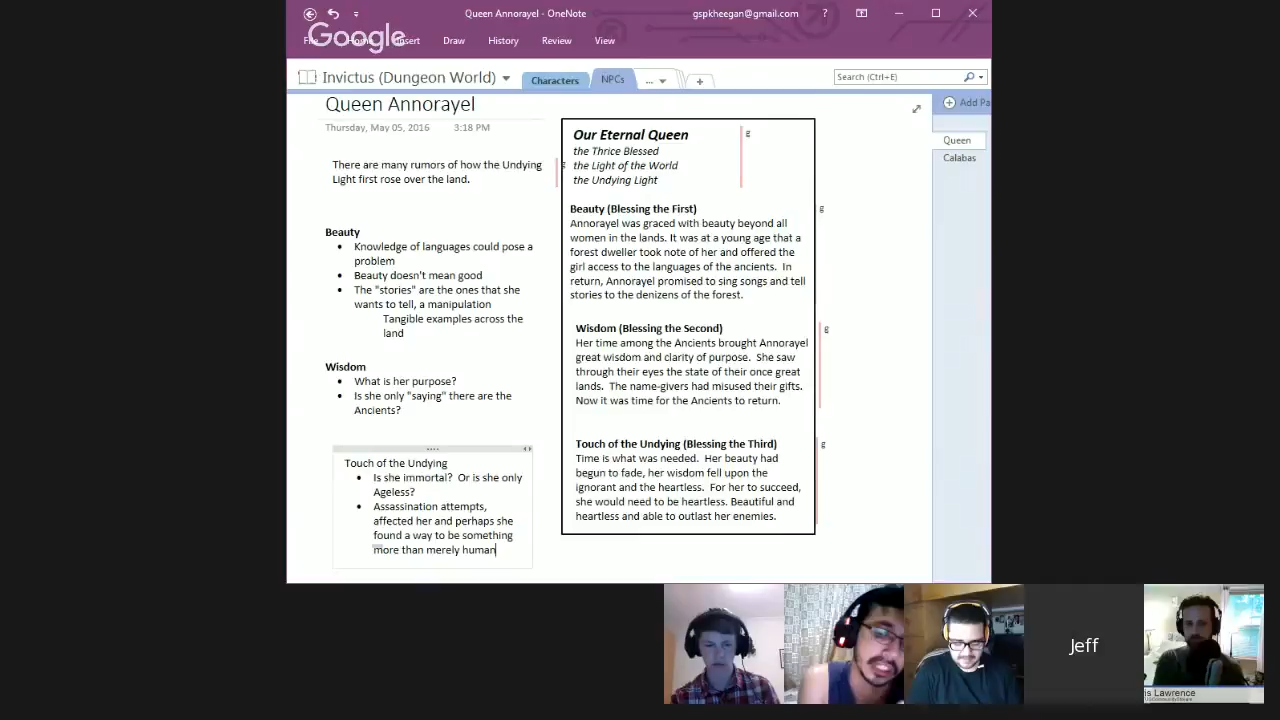 Queen Annorayel - OneNote
gspkheegan@gmail.com
?
Google
Insert
Draw
History
Review
View
Invictus (Dungeon World)
Characters
NPCs
...
+
Search (Ctrl+E)
Queen Annorayel
Thursday, May 05, 2016
3:18 PM
There are many rumors of how the Undying
Light first rose over the land.
Beauty
• Knowledge of languages could pose a
problem
• Beauty doesn't mean good
• The "stories" are the ones that she
wants to tell, a manipulation
Tangible examples across the
land
Wisdom
• What is her purpose?
• Is she only "saying" there are the
Ancients?
Touch of the Undying
• Is she immortal? Or is she only
Ageless?
• Assassination attempts,
affected her and perhaps she
found a way to be something
more than merely human
Our Eternal Queen
g
the Thrice Blessed
the Light of the World
g
the Undying Light
Beauty (Blessing the First)
g
Annorayel was graced with beauty beyond all
women in the lands. It was at a young age that a
forest dweller took note of her and offered the
girl access to the languages of the ancients. In
return, Annorayel promised to sing songs and tell
stories to the denizens of the forest.
Wisdom (Blessing the Second)
g
Her time among the Ancients brought Annorayel
great wisdom and clarity of purpose. She saw
through their eyes the state of their once great
lands. The name-givers had misused their gifts.
Now it was time for the Ancients to return.
Touch of the Undying (Blessing the Third)
g
Time is what was needed. Her beauty had
begun to fade, her wisdom fell upon the
ignorant and the heartless. For her to succeed,
she would need to be heartless. Beautiful and
heartless and able to outlast her enemies.
Add Pa
Queen
Calabas
Jeff
is Lawrence